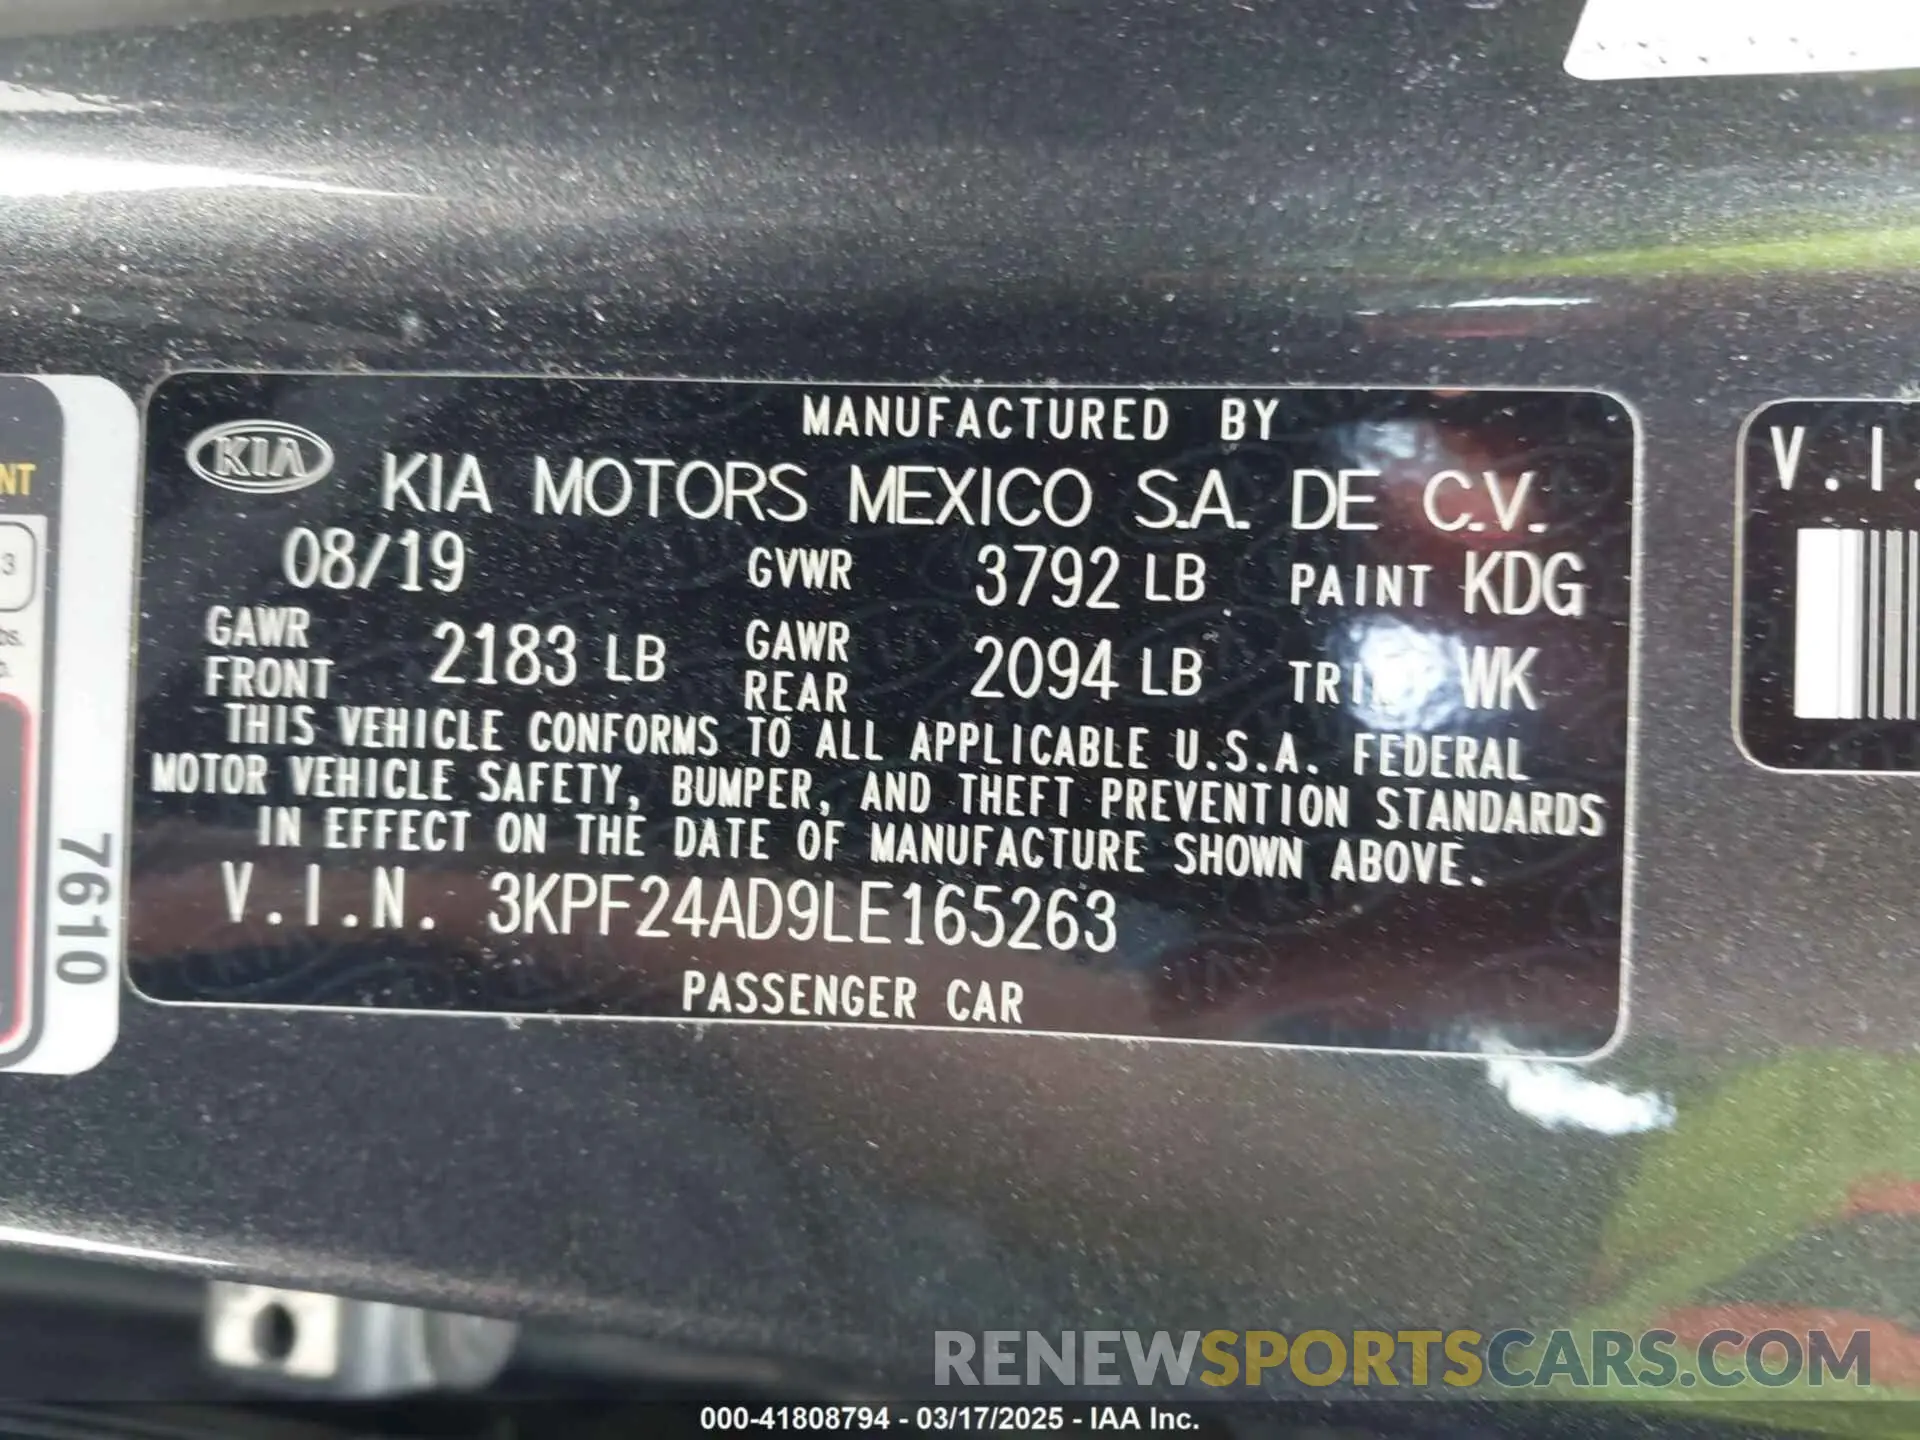 MANUFACTURED BY
KIA KIA MOTORS MEXICO S.A. DE C.V.
08/19 GVWR 3792 LB PAINT KDG
GAWR FRONT 2183 LB GAWR REAR 2094 LB WK
THIS VEHICLE CONFORMS TO ALL APPLICABLE U.S.A. FEDERAL
MOTOR VEHICLE SAFETY, BUMPER, AND THEFT PREVENTION STANDARDS
IN EFFECT ON THE DATE OF MANUFACTURE SHOWN ABOVE.
V.I.N. 3KPF24AD9LE165263
PASSENGER CAR
NT
3
7610
V.I.
RENEWSPORTSCARS.COM
000-41808794 - 03/17/2025 - IAA Inc.